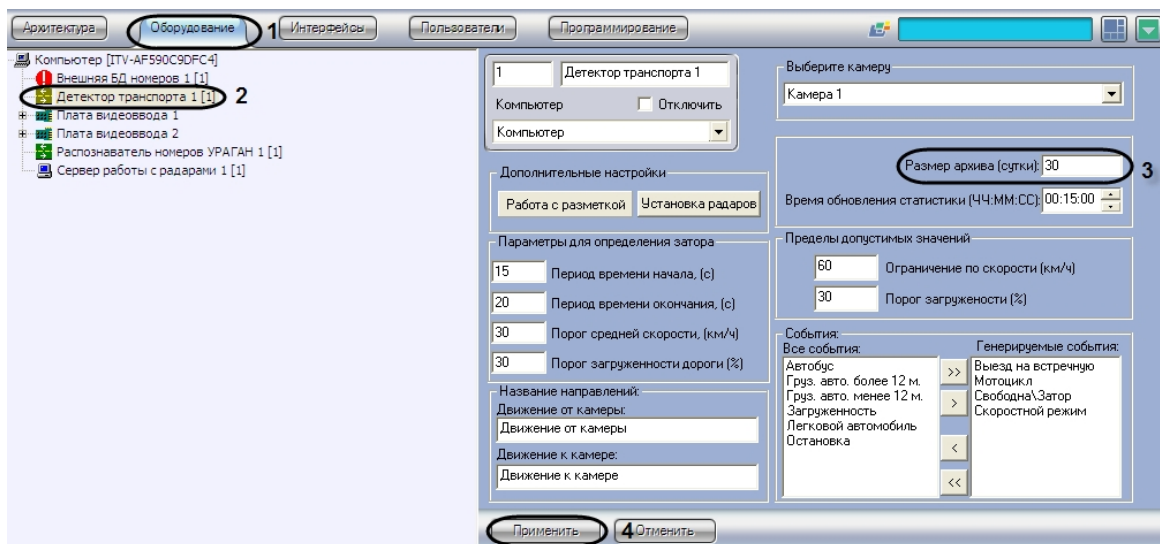 Архитектура Оборудование 1 Интерфейсы Пользователи Программирование
Компьютер [ITV-AF590C9DFC4]
Внешняя БД номеров 1 [1]
Детектор транспорта 1 [1] 2
Плата видеоввода 1
Плата видеоввода 2
Распознаватель номеров УРАГАН 1 [1]
Сервер работы с радарами 1 [1]
1 Детектор транспорта 1
Компьютер Отключить
Компьютер
Дополнительные настройки
Работа с разметкой Установка радаров
Параметры для определения затора
15 Период времени начала, (с)
20 Период времени окончания, (с)
30 Порог средней скорости, (км/ч)
30 Порог загруженности дороги (%)
Название направлений:
Движение от камеры:
Движение от камеры
Движение к камере:
Движение к камере
Выберите камеру
Камера 1
Размер архива (сутки): 30 3
Время обновления статистики (ЧЧ:ММ:СС): 00:15:00
Пределы допустимых значений
60 Ограничение по скорости (км/ч)
30 Порог загружености (%)
События:
Все события:
Автобус
Груз. авто. более 12 м.
Груз. авто. менее 12 м.
Загруженность
Легковой автомобиль
Остановка
>>
>
<
<<
Генерируемые события:
Выезд на встречную
Мотоцикл
Свободна\Затор
Скоростной режим
Применить 4 Отменить